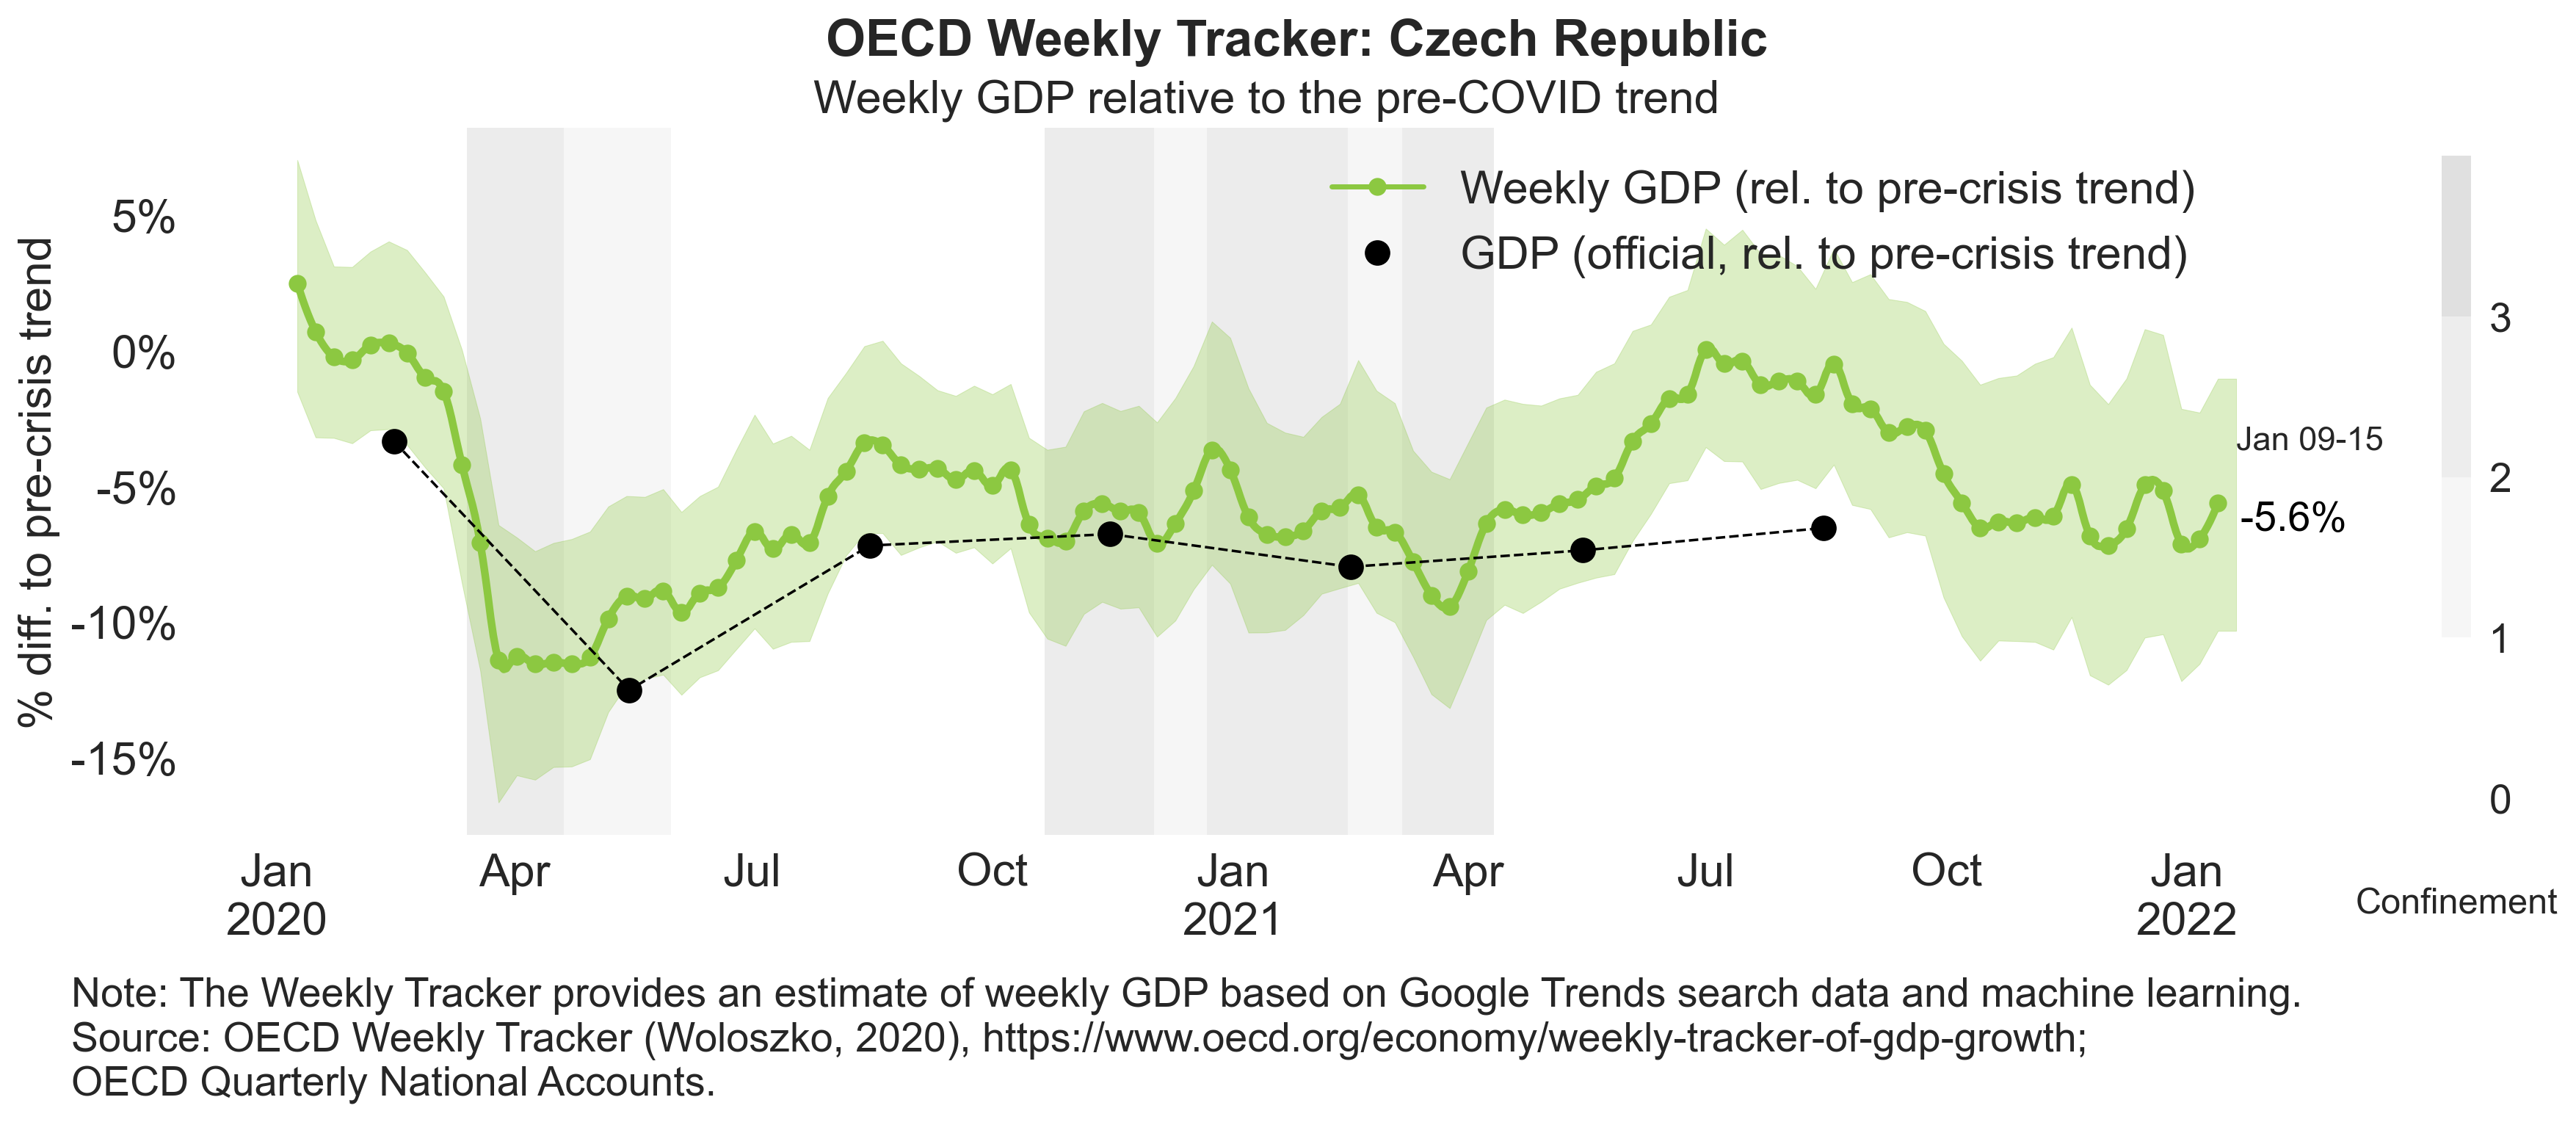 OECD Weekly Tracker: Czech Republic
Weekly GDP relative to the pre-COVID trend
Weekly GDP (rel. to pre-crisis trend)
GDP (official, rel. to pre-crisis trend)
% diff. to pre-crisis trend
5%
0%
-5%
-10%
-15%
Jan 09-15
-5.6%
3
2
1
0
Confinement
Jan Apr Jul Oct Jan Apr Jul Oct Jan
2020 2021 2022
Note: The Weekly Tracker provides an estimate of weekly GDP based on Google Trends search data and machine learning.
Source: OECD Weekly Tracker (Woloszko, 2020), https://www.oecd.org/economy/weekly-tracker-of-gdp-growth;
OECD Quarterly National Accounts.